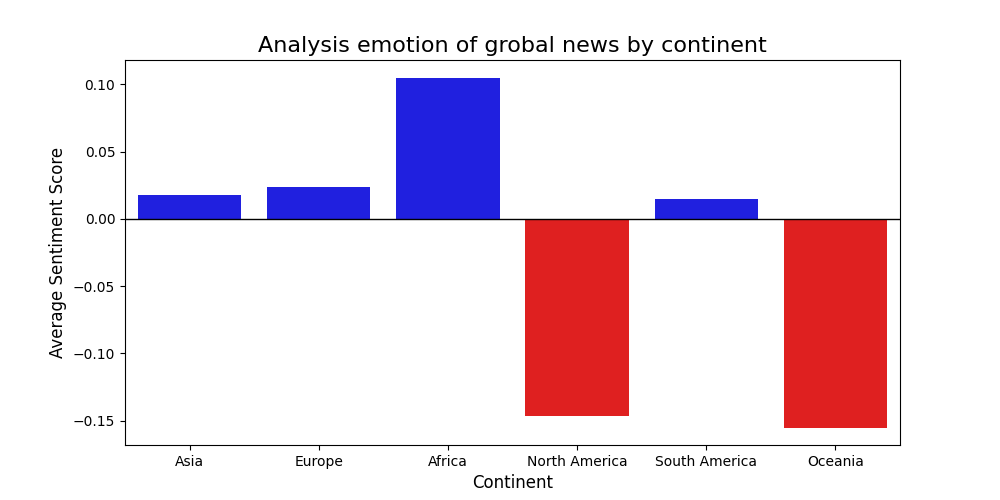 Analysis emotion of grobal news by continent
0.10
0.05
0.00
−0.05
−0.10
−0.15
Average Sentiment Score
Asia Europe Africa North America South America Oceania
Continent